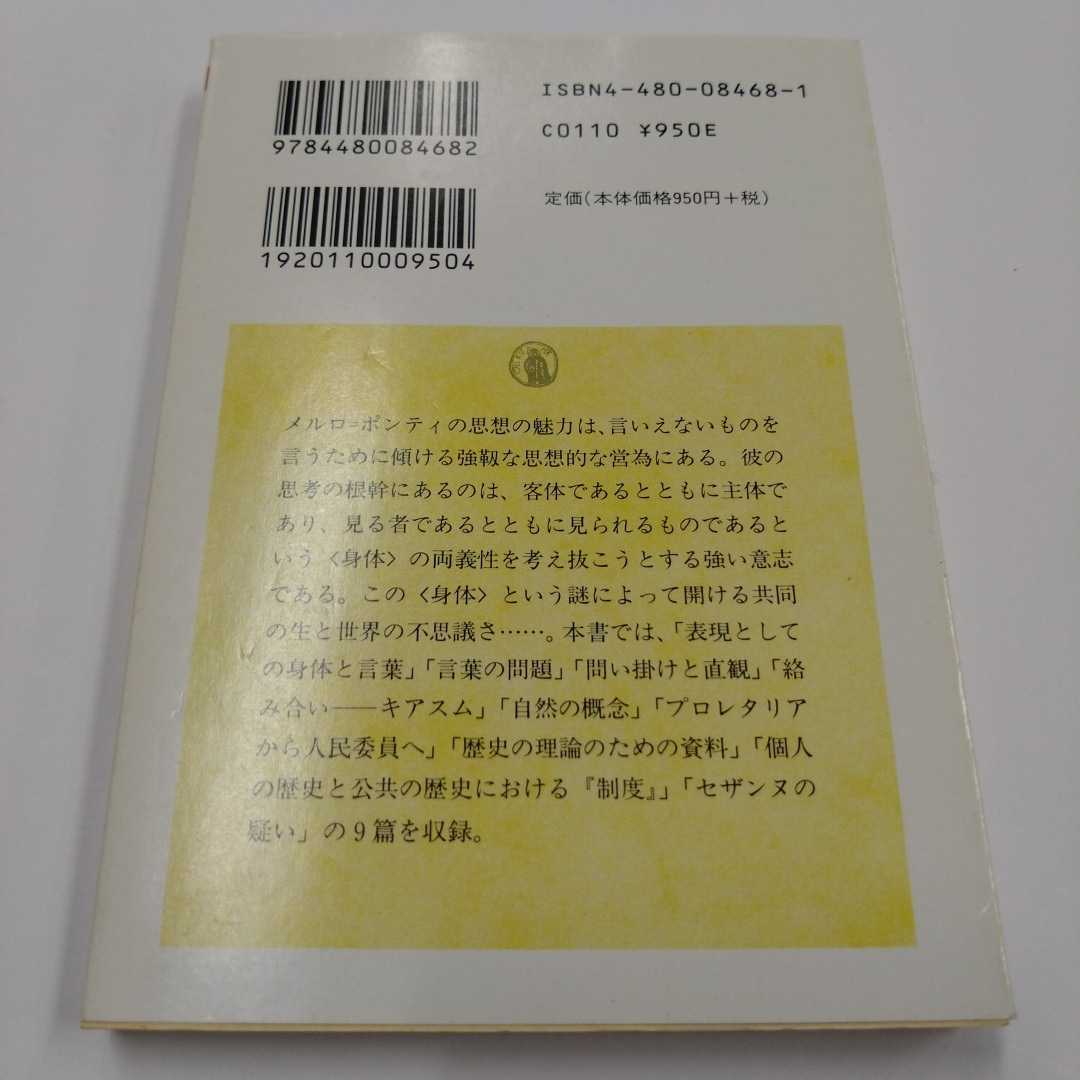 ISBN4-480-08468-1
C0110 ¥950E
9784480084682
定価(本体価格950円+税)
1920110009504
メルロ=ポンティの思想の魅力は、言いえないものを
言うために傾ける強靱な思想的な営為にある。彼の
思考の根幹にあるのは、客体であるとともに主体で
あり、見る者であるとともに見られるものであると
いう〈身体〉の両義性を考え抜こうとする強い意志
である。この〈身体〉という謎によって開ける共同
の生と世界の不思議さ……。本書では、「表現として
の身体と言葉」「言葉の問題」「問い掛けと直観」「絡
み合い――キアスム」「自然の概念」「プロレタリア
から人民委員へ」「歴史の理論のための資料」「個人
の歴史と公共の歴史における『制度』」「セザンヌの
疑い」の9篇を収録。